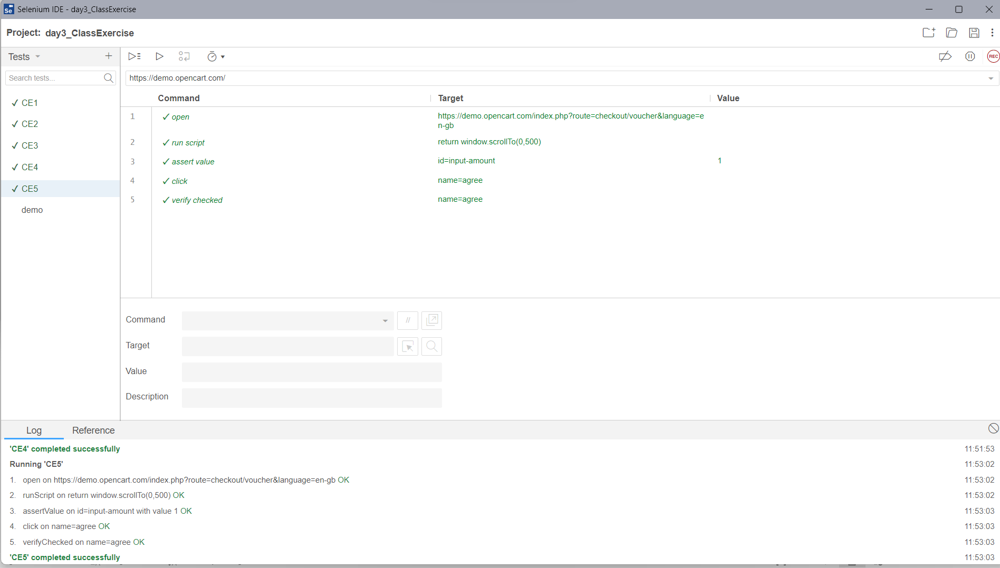 Se Selenium IDE - day3_ClassExercise
Project: day3_ClassExercise
Tests
REC
Search tests...
https://demo.opencart.com/
Command Target Value
CE1
CE2
CE3
CE4
CE5
demo
1 open https://demo.opencart.com/index.php?route=checkout/voucher&language=e
n-gb
2 run script return window.scrollTo(0,500)
3 assert value id=input-amount 1
4 click name=agree
5 verify checked name=agree
Command //
Target
Value
Description
Log Reference
'CE4' completed successfully 11:51:53
Running 'CE5' 11:53:02
1. open on https://demo.opencart.com/index.php?route=checkout/voucher&language=en-gb OK 11:53:02
2. runScript on return window.scrollTo(0,500) OK 11:53:02
3. assertValue on id=input-amount with value 1 OK 11:53:03
4. click on name=agree OK 11:53:03
5. verifyChecked on name=agree OK 11:53:03
'CE5' completed successfully 11:53:03